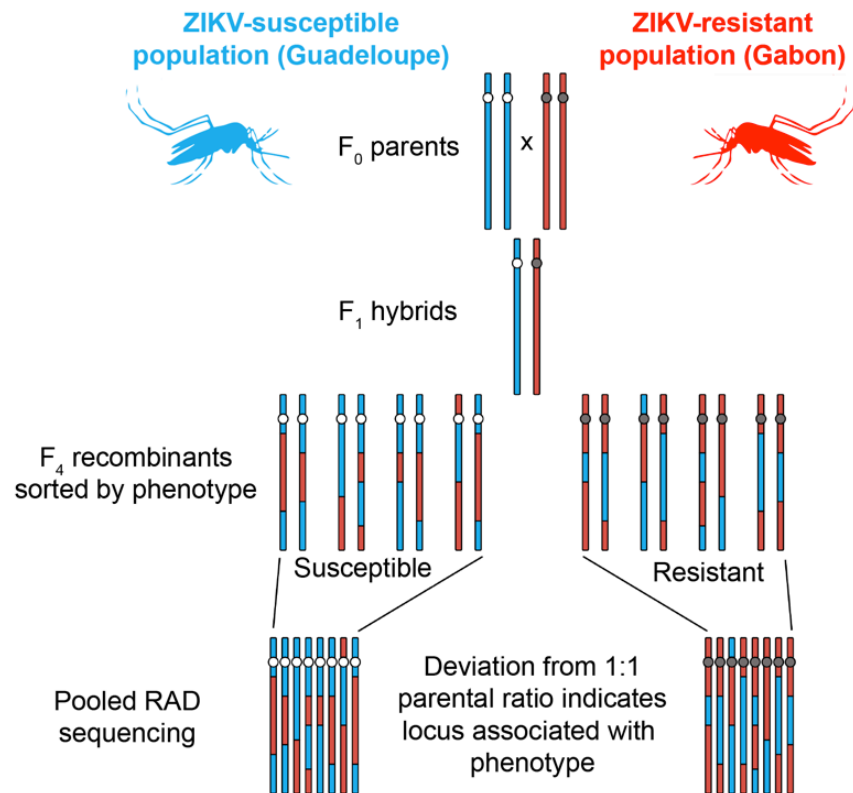 ZIKV-susceptible
population (Guadeloupe)
ZIKV-resistant
population (Gabon)
F0 parents
x
F1 hybrids
F4 recombinants
sorted by phenotype
Susceptible
Resistant
Pooled RAD
sequencing
Deviation from 1:1
parental ratio indicates
locus associated with
phenotype